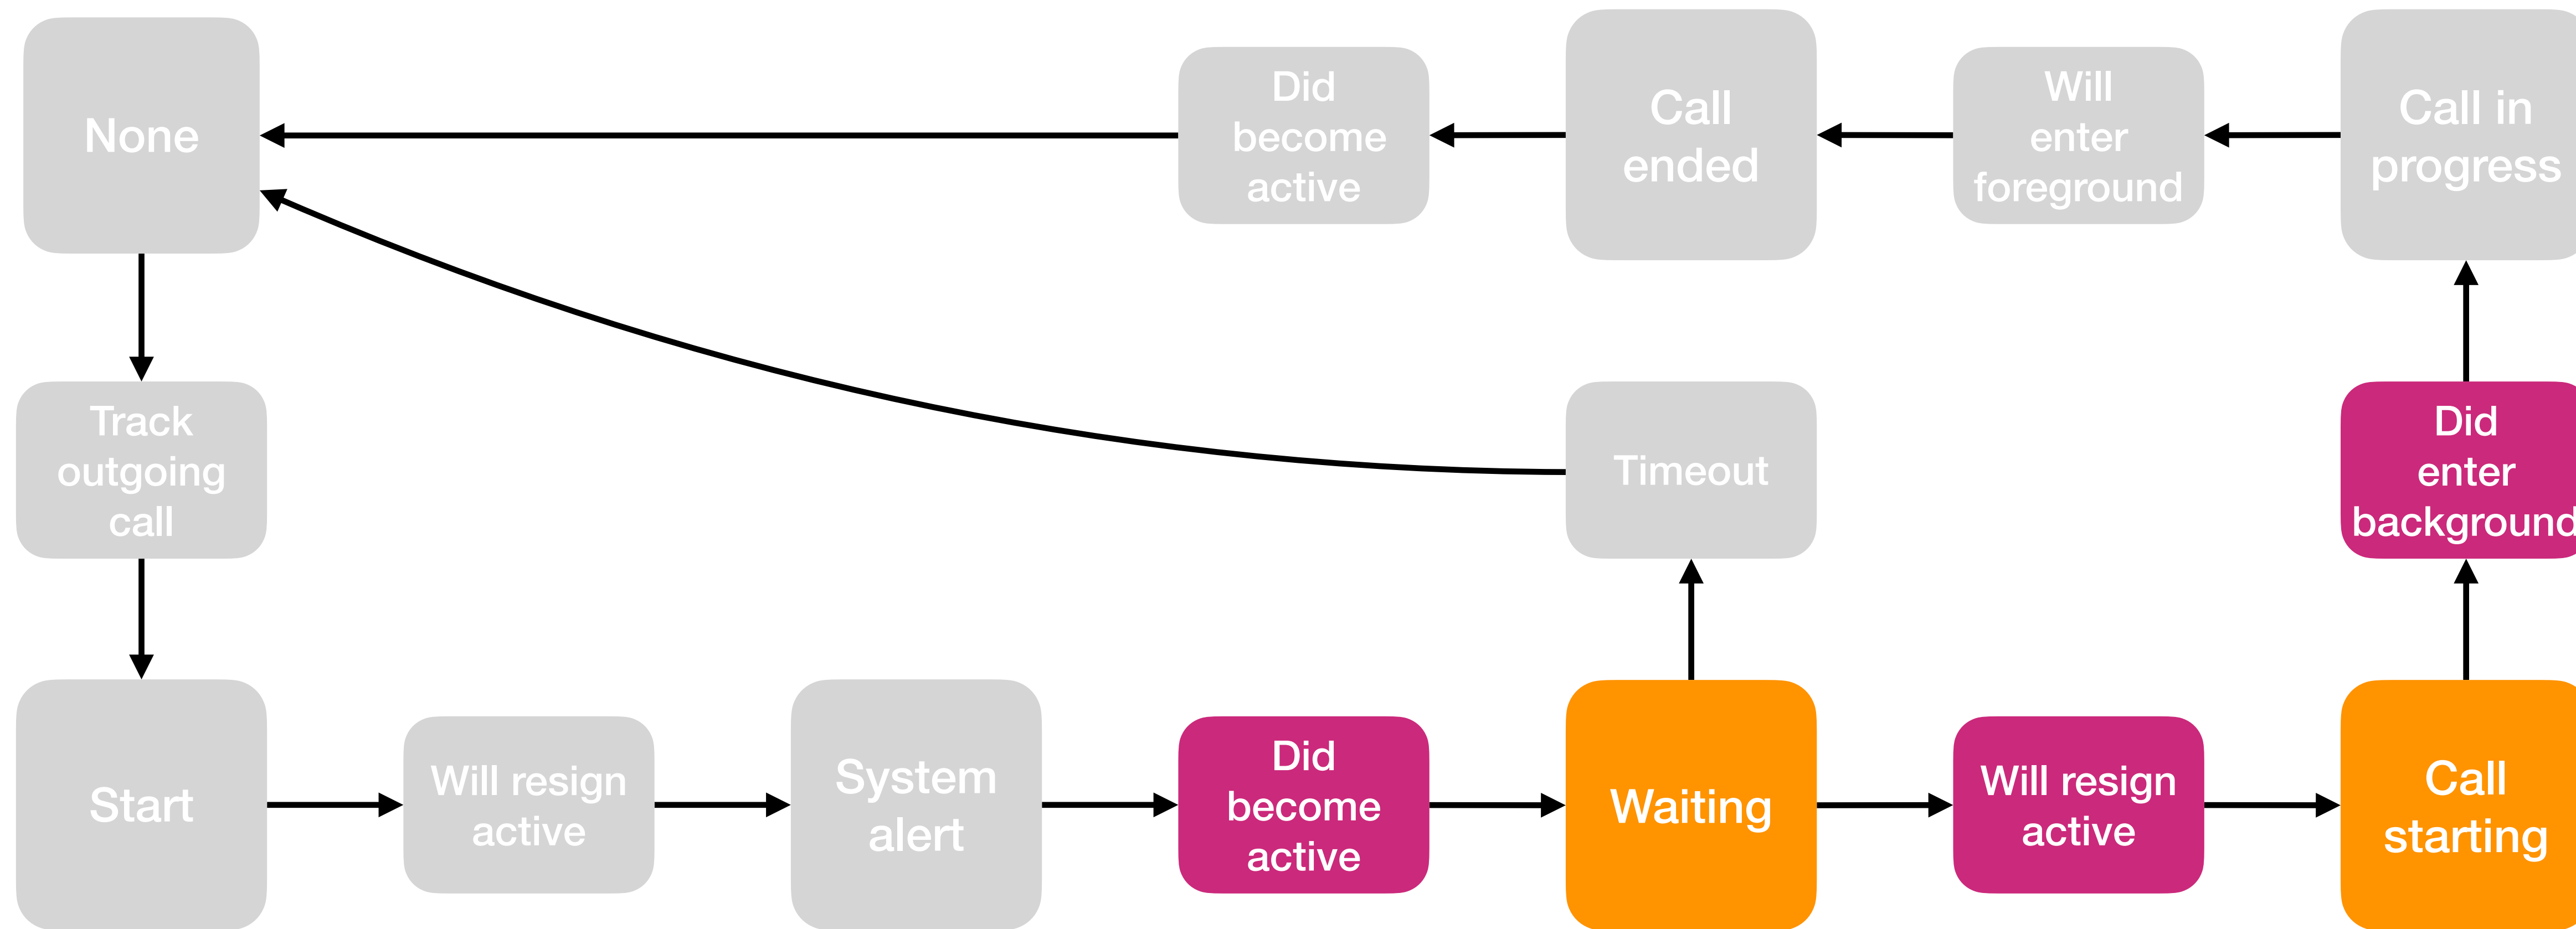 None
Did
become
active
Call
ended
Will
enter
foreground
Call in
progress
Track
outgoing
call
Timeout
Did
enter
background
Start
Will resign
active
System
alert
Did
become
active
Waiting
Will resign
active
Call
starting